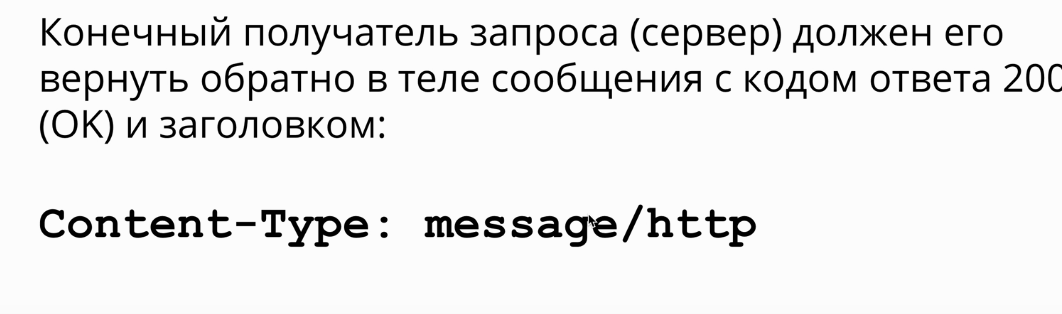 Конечный получатель запроса (сервер) должен его
вернуть обратно в теле сообщения с кодом ответа 200
(OK) и заголовком:
Content-Type: message/http